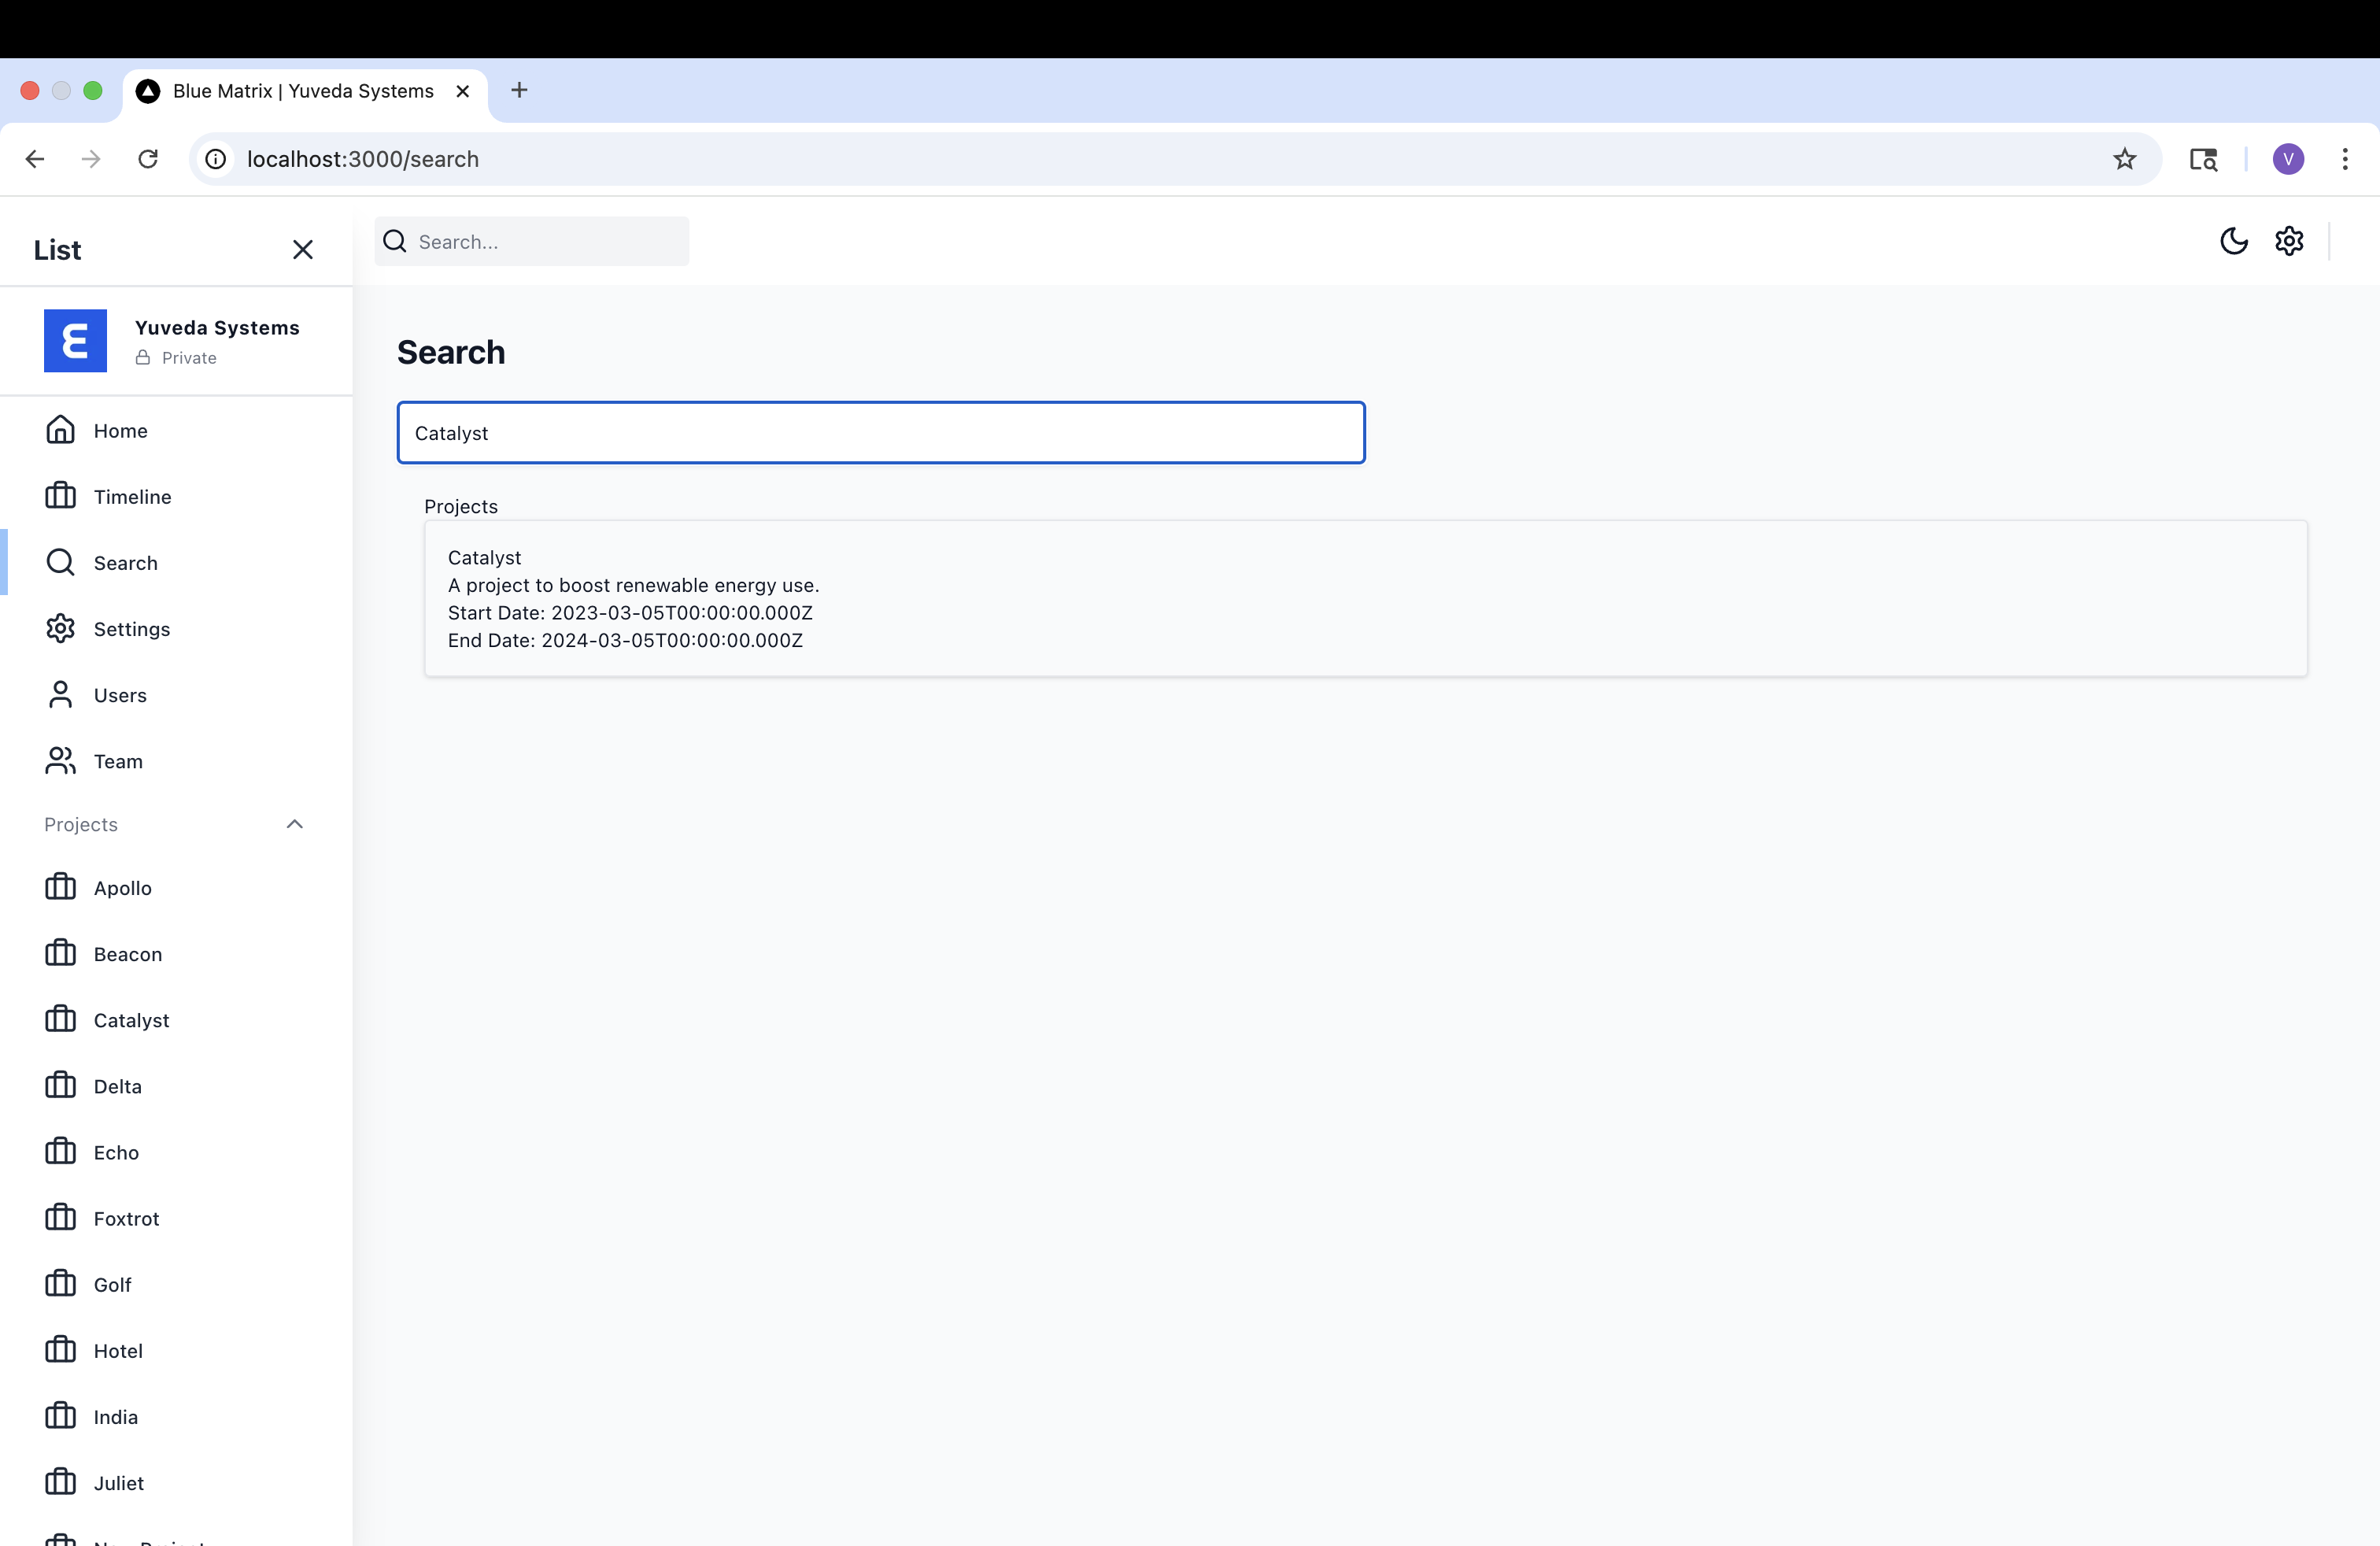 Blue Matrix | Yuveda Systems
localhost:3000/search
V
List
Search...
Yuveda Systems
Private
Search
Catalyst
Home
Projects
Timeline
Catalyst
A project to boost renewable energy use.
Start Date: 2023-03-05T00:00:00.000Z
End Date: 2024-03-05T00:00:00.000Z
Search
Settings
Users
Team
Projects
Apollo
Beacon
Catalyst
Delta
Echo
Foxtrot
Golf
Hotel
India
Juliet